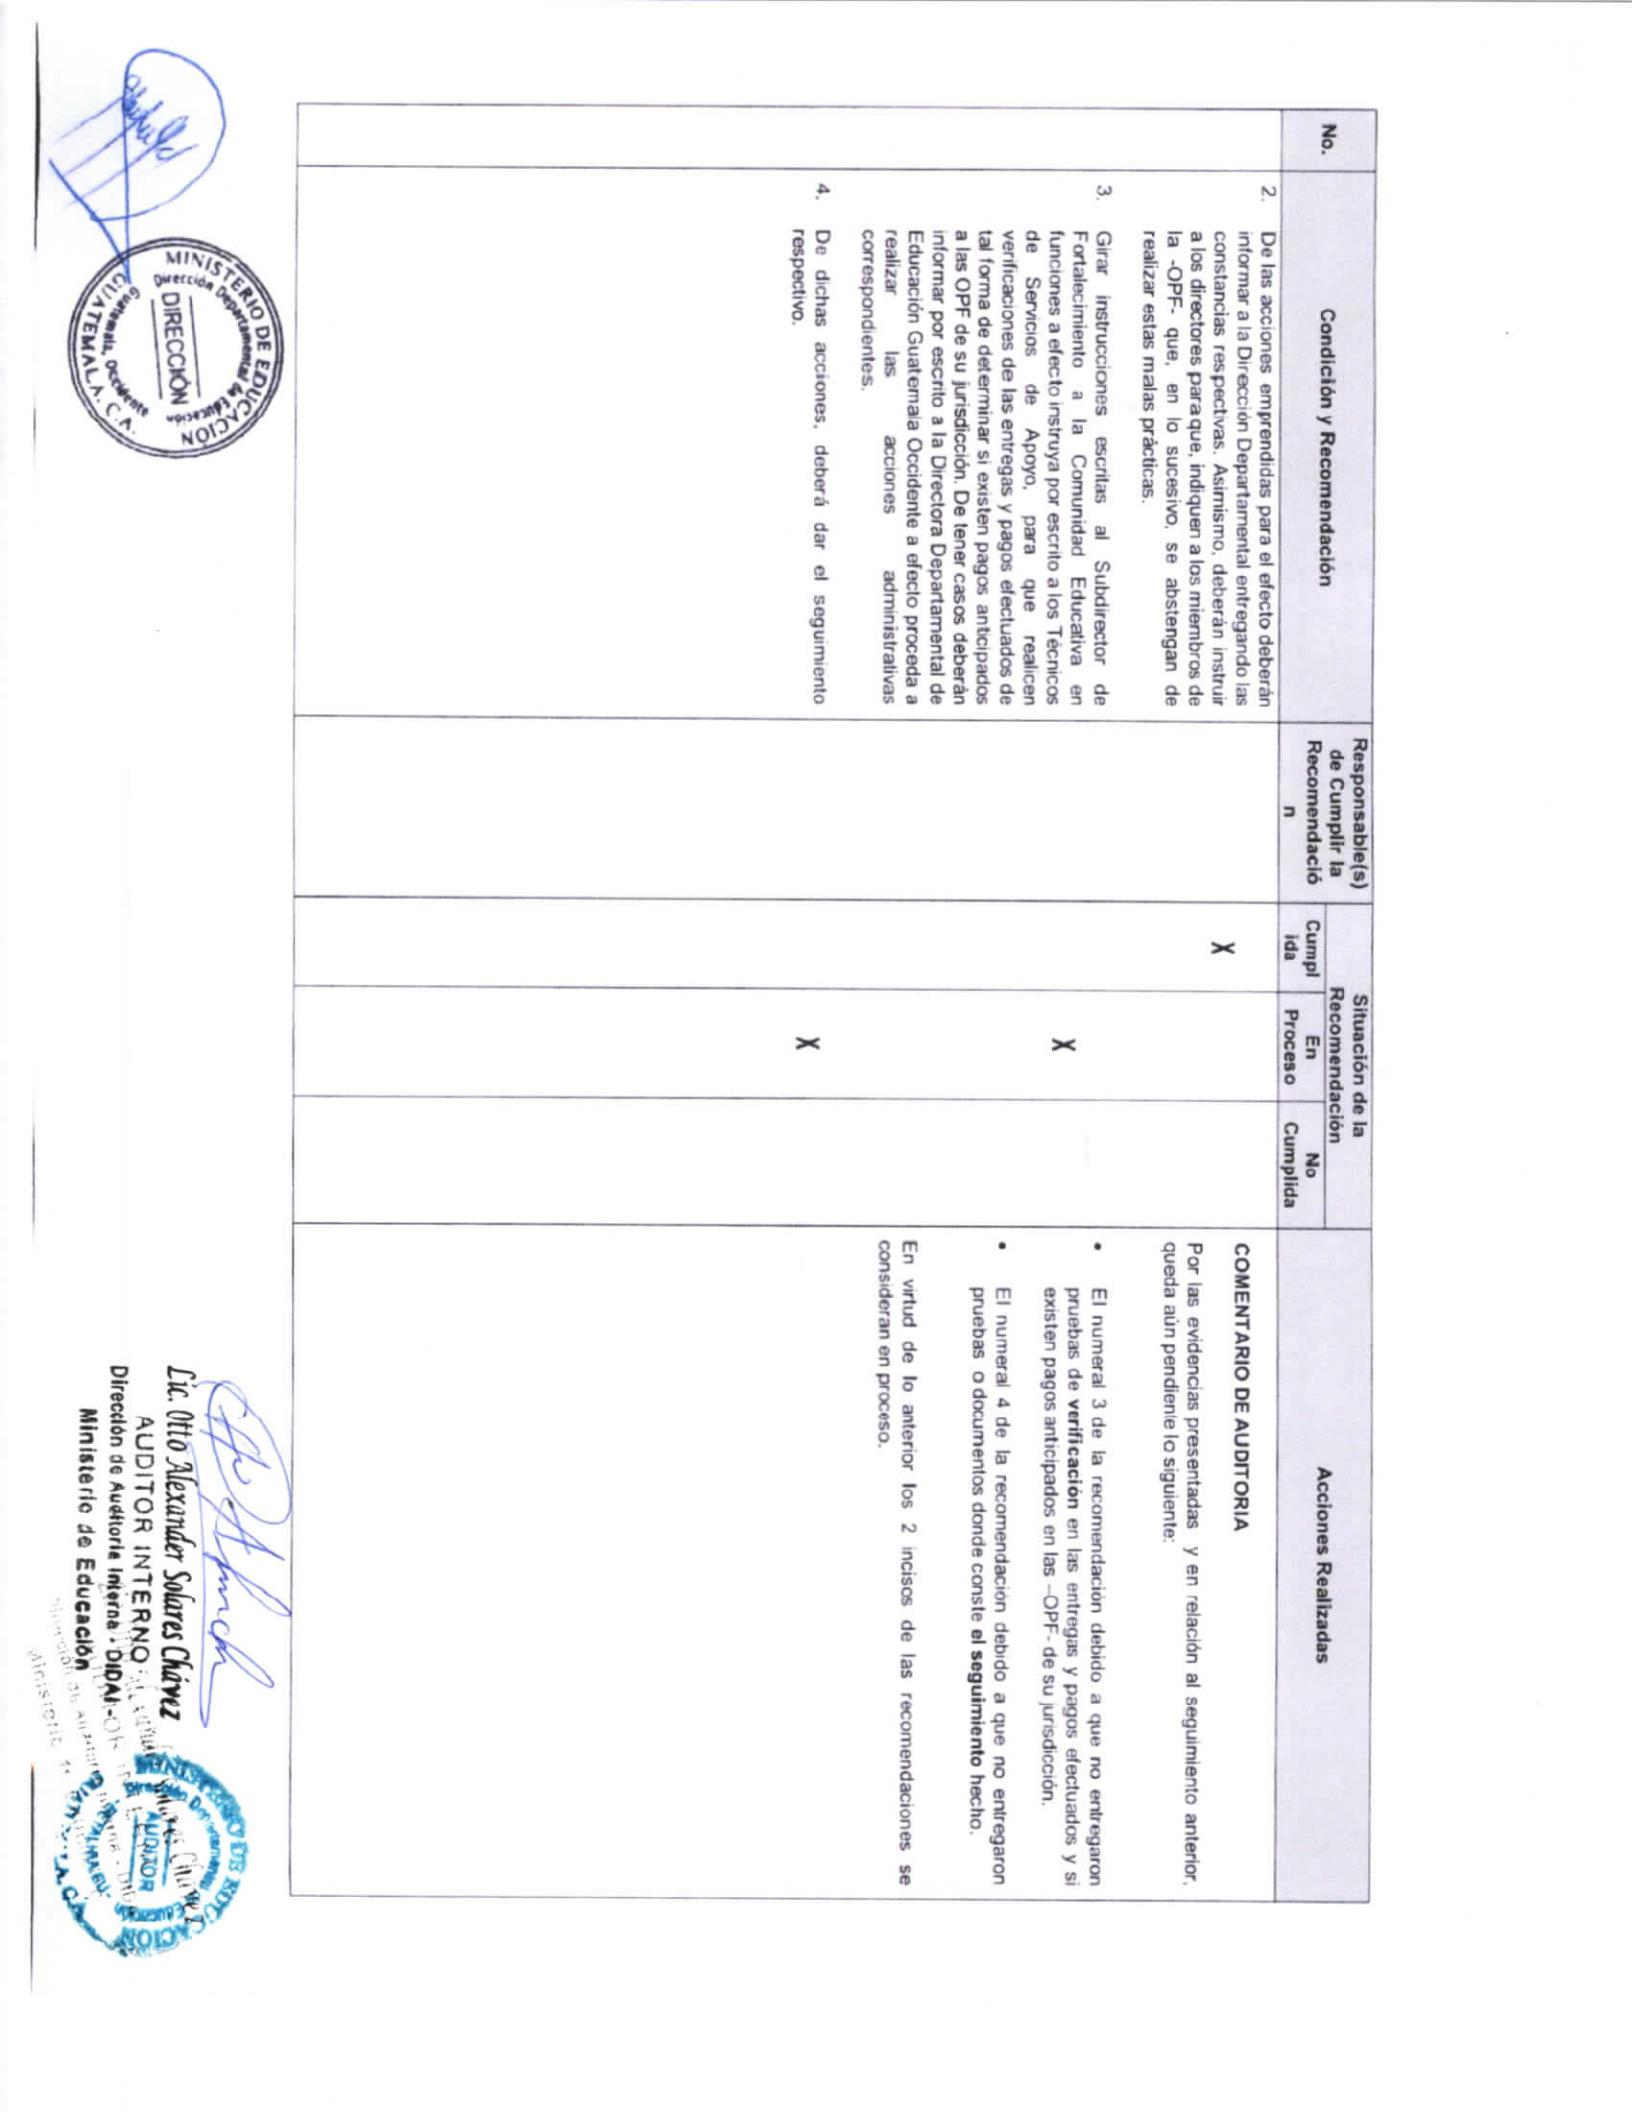 No.
Condición y Recomendación
Responsable(s)
de Cumplir la
Recomendació
n
Situación de la
Recomendación
Cumpl
ida
En
Proceso
No
Cumplida
Acciones Realizadas
2. De las acciones emprendidas para el efecto deberán
informar a la Dirección Departamental entregando las
constancias respectivas. Asimismo, deberán instruir
a los directores para que, indiquen a los miembros de
la -OPF- que, en lo sucesivo, se abstengan de
realizar estas malas prácticas.
X
3. Girar instrucciones escritas al Subdirector de
Fortalecimiento a la Comunidad Educativa en
funciones a efecto instruya por escrito a los Técnicos
de Servicios de Apoyo, para que realicen
verificaciones de las entregas y pagos efectuados de
tal forma de determinar si existen pagos anticipados
a las OPF de su jurisdicción. De tener casos deberán
informar por escrito a la Directora Departamental de
Educación Guatemala Occidente a efecto proceda a
realizar las acciones administrativas
correspondientes.
X
4. De dichas acciones, deberá dar el seguimiento
respectivo.
X
COMENTARIO DE AUDITORIA
Por las evidencias presentadas y en relación al seguimiento anterior,
queda aún pendiente lo siguiente:
• El numeral 3 de la recomendación debido a que no entregaron
pruebas de verificación en las entregas y pagos efectuados y si
existen pagos anticipados en las –OPF- de su jurisdicción.
• El numeral 4 de la recomendación debido a que no entregaron
pruebas o documentos donde conste el seguimiento hecho.
En virtud de lo anterior los 2 incisos de las recomendaciones se
consideran en proceso.
MINISTERIO DE EDUCACION
Dirección Departamental de Educación
DIRECCIÓN
Guatemala, Occidente
GUATEMALA, C. A.
Lic. Otto Alexander Solares Chávez
AUDITOR INTERNO
Dirección de Auditoría Interna - DIDAI-
Ministerio de Educación
MINISTERIO DE EDUCACION
AUDITOR